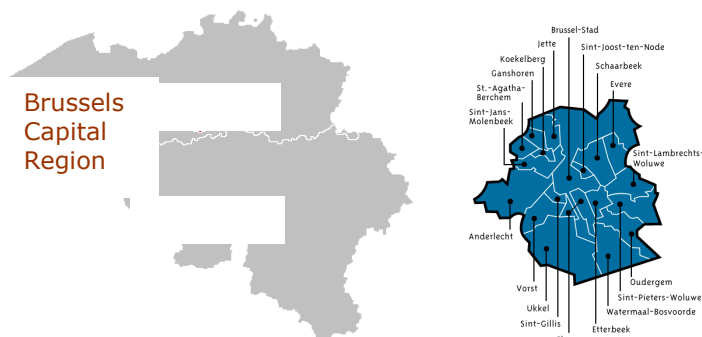 Brussels
Capital
Region
Brussel-Stad
Sint-Joost-ten-Node
Jette
Schaarbeek
Koekelberg
Ganshoren
Evere
St.-Agatha-
Berchem
Sint-Jans-
Molenbeek
Sint-Lambrechts-
Woluwe
Anderlecht
Oudergem
Vorst
Sint-Pieters-Woluwe
Ukkel
Watermaal-Bosvoorde
Sint-Gillis
Etterbeek